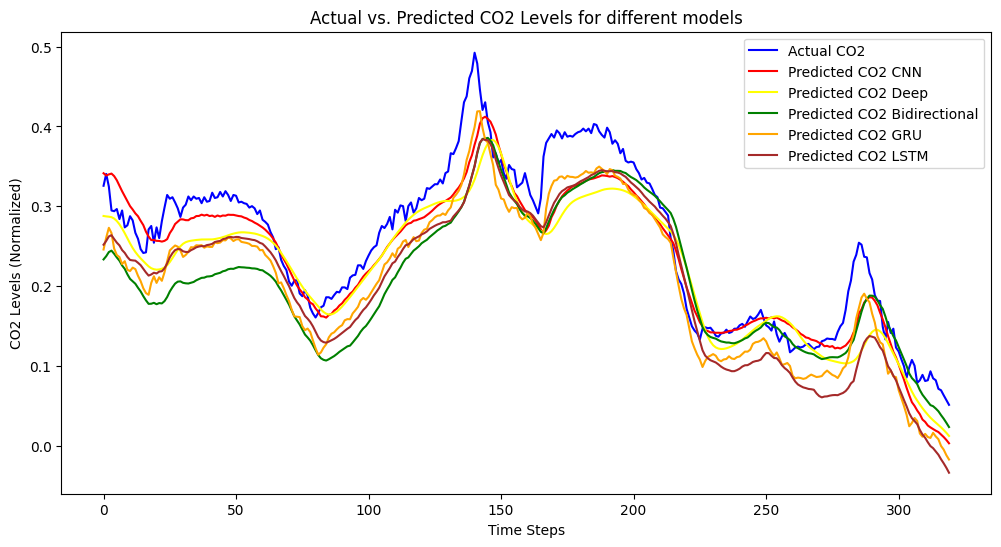 Actual vs. Predicted CO2 Levels for different models
CO2 Levels (Normalized)
0.5
0.4
0.3
0.2
0.1
0.0
Actual CO2
Predicted CO2 CNN
Predicted CO2 Deep
Predicted CO2 Bidirectional
Predicted CO2 GRU
Predicted CO2 LSTM
0 50 100 150 200 250 300
Time Steps